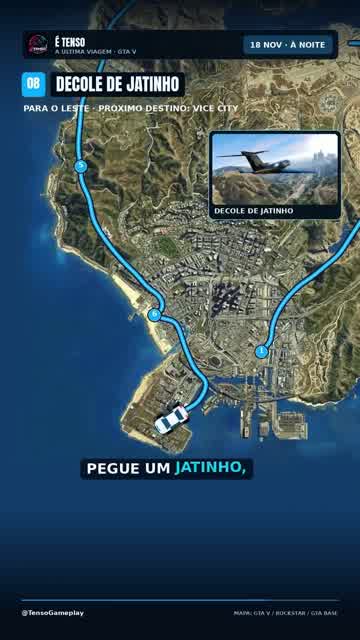 É TENSO
A ÚLTIMA VIAGEM · GTA V
18 NOV · À NOITE
08
DECOLE DE JATINHO
PARA O LESTE · PRÓXIMO DESTINO: VICE CITY
DECOLE DE JATINHO
5
6
1
PEGUE UM JATINHO,
@TensoGameplay
MAPA: GTA V / ROCKSTAR / GTA BASE